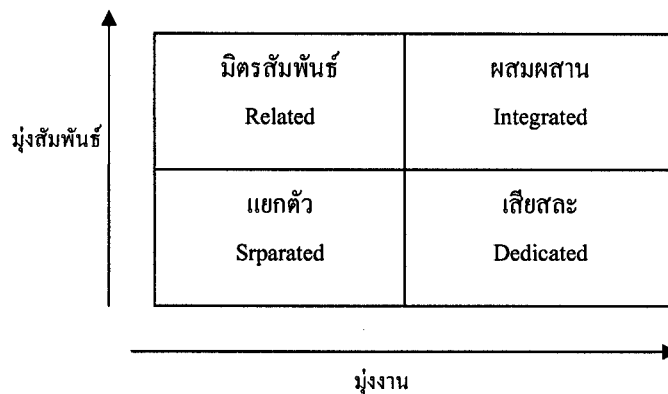 มิตรสัมพันธ์
Related
ผสมผสาน
Integrated
มุ่งสัมพันธ์
แยกตัว
Srparated
เสียสละ
Dedicated
มุ่งงาน